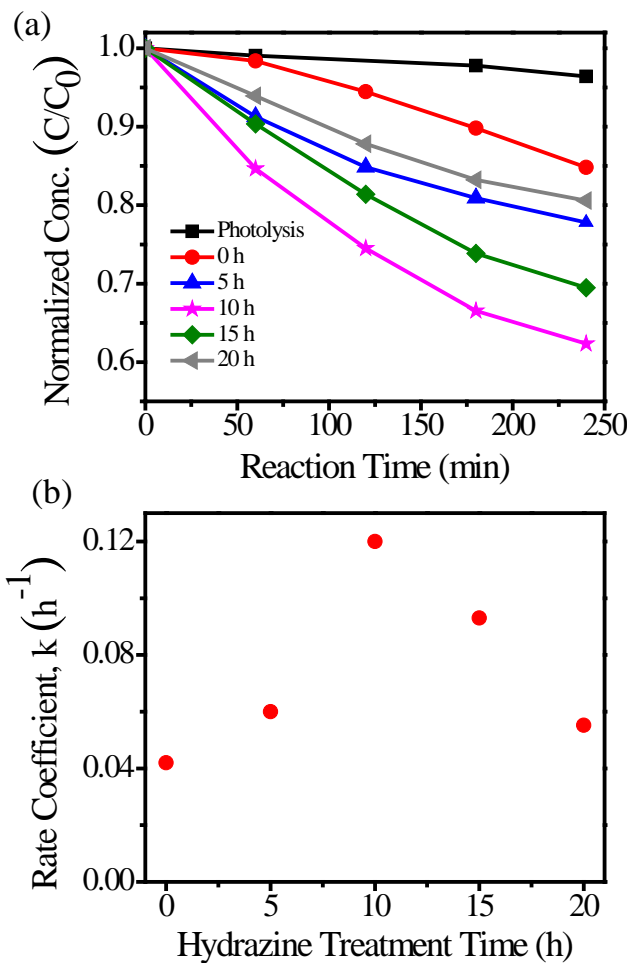 (a)
Normalized Conc. (C/C0)
1.0
0.9
0.8
0.7
0.6
Photolysis
0 h
5 h
10 h
15 h
20 h
0 50 100 150 200 250
Reaction Time (min)
(b)
Rate Coefficient, k (h-1)
0.12
0.08
0.04
0.00
0 5 10 15 20
Hydrazine Treatment Time (h)